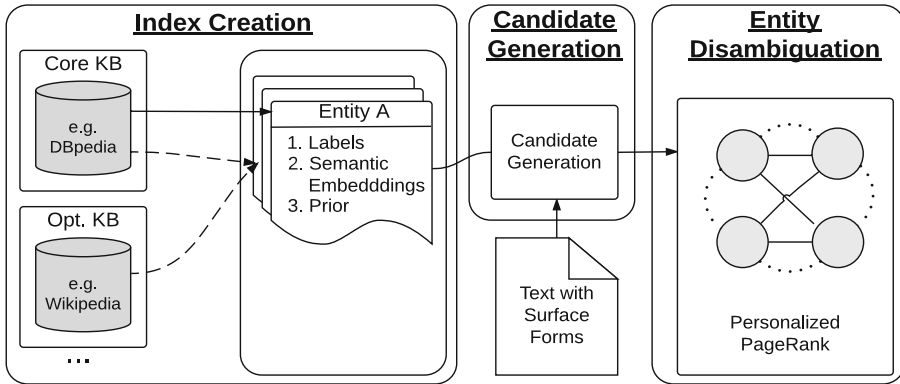 Index Creation
Core KB
e.g.
DBpedia
Opt. KB
e.g.
Wikipedia
...
Entity A
1. Labels
2. Semantic
Embedddings
3. Prior
Candidate
Generation
Candidate
Generation
Text with
Surface
Forms
Entity
Disambiguation
Personalized
PageRank